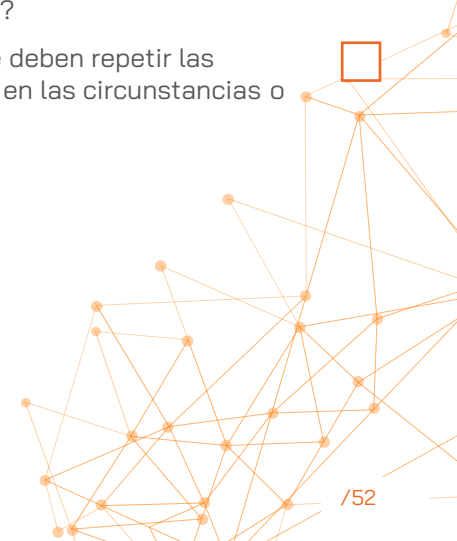 ?
deben repetir las
en las circunstancias o
/52